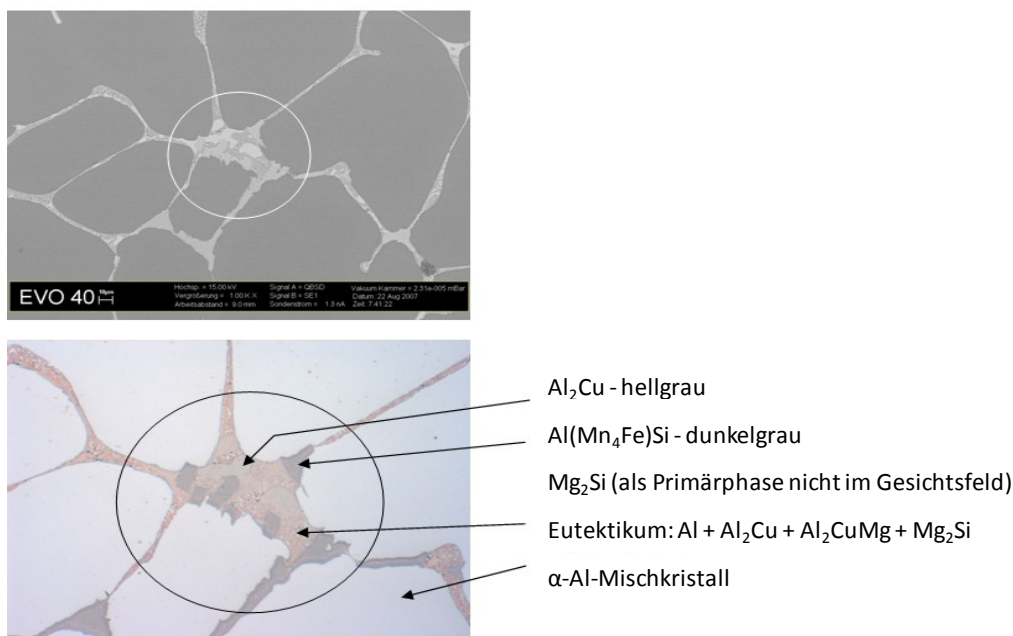 EVO 40
10µm
Hochsp. = 15.00 kV
Vergrößerung = 1.00 K X
Arbeitsabstand = 9.0 mm
Signal A = QBSD
Signal B = SE1
Sondenstrom = 1.3 nA
Vakuum Kammer = 2.31e-005 mBar
Datum :22 Aug 2007
Zeit: 7:41:22
Al₂Cu - hellgrau
Al(Mn₄Fe)Si - dunkelgrau
Mg₂Si (als Primärphase nicht im Gesichtsfeld)
Eutektikum: Al + Al₂Cu + Al₂CuMg + Mg₂Si
α-Al-Mischkristall